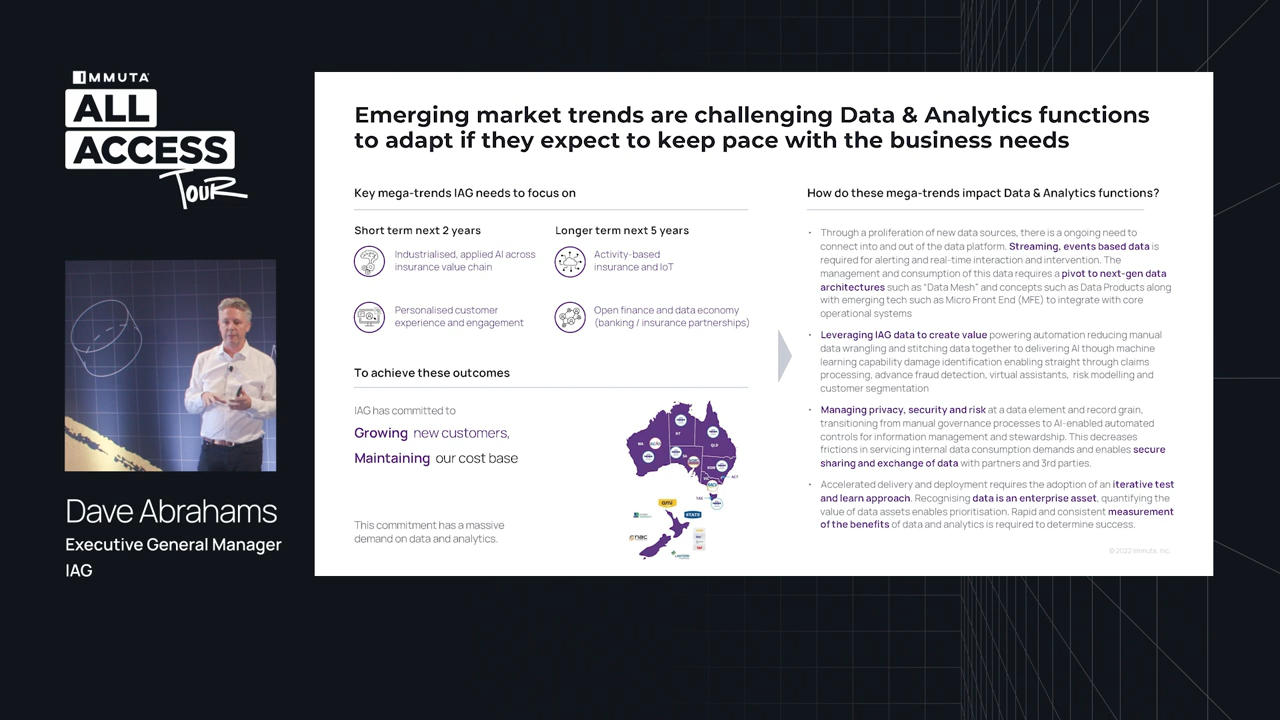 IMMUTA
ALL
ACCESS
TOUR
Dave Abrahams
Executive General Manager
IAG
Emerging market trends are challenging Data & Analytics functions
to adapt if they expect to keep pace with the business needs
Key mega-trends IAG needs to focus on
Short term next 2 years
Longer term next 5 years
Industrialised, applied AI across
insurance value chain
Activity-based
insurance and IoT
Personalised customer
experience and engagement
Open finance and data economy
(banking / insurance partnerships)
To achieve these outcomes
IAG has committed to
Growing new customers,
Maintaining our cost base
This commitment has a massive
demand on data and analytics.
WA
NT
SA
QLD
NSW
ACT
TAS
ami
STATE
How do these mega-trends impact Data & Analytics functions?
• Through a proliferation of new data sources, there is a ongoing need to
connect into and out of the data platform. Streaming, events based data is
required for alerting and real-time interaction and intervention. The
management and consumption of this data requires a pivot to next-gen data
architectures such as “Data Mesh” and concepts such as Data Products along
with emerging tech such as Micro Front End (MFE) to integrate with core
operational systems
• Leveraging IAG data to create value powering automation reducing manual
data wrangling and stitching data together to delivering AI though machine
learning capability damage identification enabling straight through claims
processing, advance fraud detection, virtual assistants, risk modelling and
customer segmentation
• Managing privacy, security and risk at a data element and record grain,
transitioning from manual governance processes to AI-enabled automated
controls for information management and stewardship. This decreases
frictions in servicing internal data consumption demands and enables secure
sharing and exchange of data with partners and 3rd parties.
• Accelerated delivery and deployment requires the adoption of an iterative test
and learn approach. Recognising data is an enterprise asset, quantifying the
value of data assets enables prioritisation. Rapid and consistent measurement
of the benefits of data and analytics is required to determine success.
© 2022 Immuta, Inc.